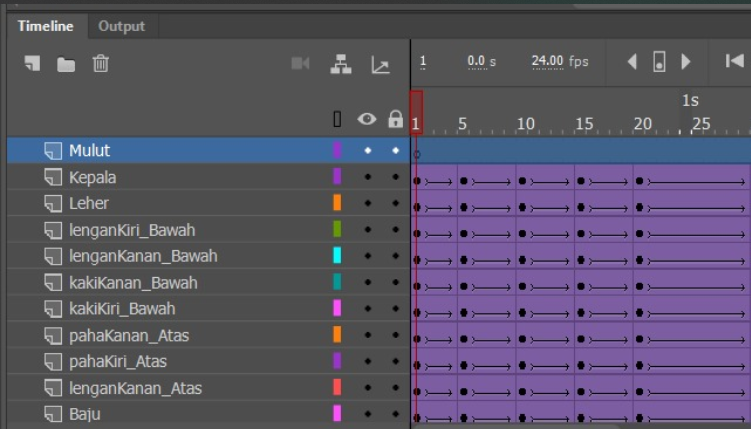 Timeline Output
1 0.0 s 24.00 fps
1s
1 5 10 15 20 25
Mulut
Kepala
Leher
lenganKiri_Bawah
lenganKanan_Bawah
kakiKanan_Bawah
kakiKiri_Bawah
pahaKanan_Atas
pahaKiri_Atas
lenganKanan_Atas
Baju